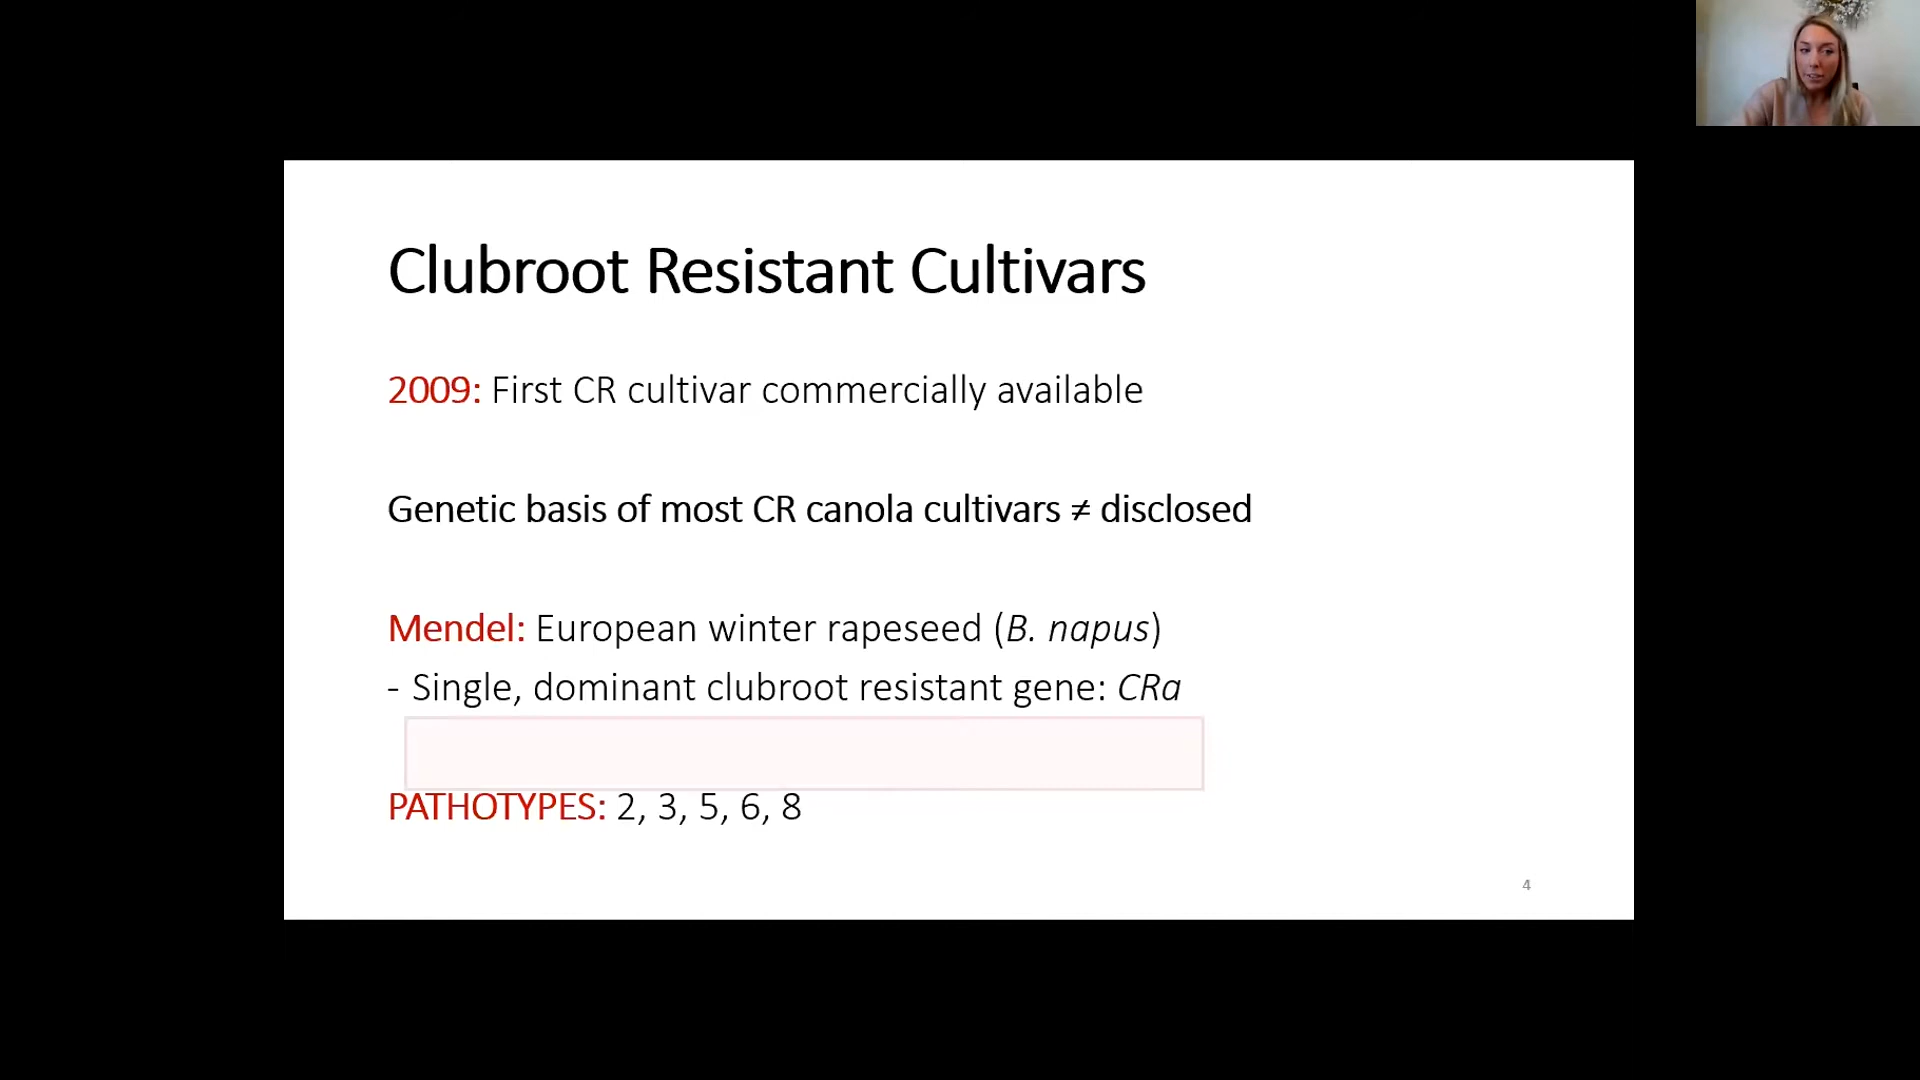 Clubroot Resistant Cultivars
2009: First CR cultivar commercially available
Genetic basis of most CR canola cultivars ≠ disclosed
Mendel: European winter rapeseed (B. napus)
- Single, dominant clubroot resistant gene: CRa
PATHOTYPES: 2, 3, 5, 6, 8
4